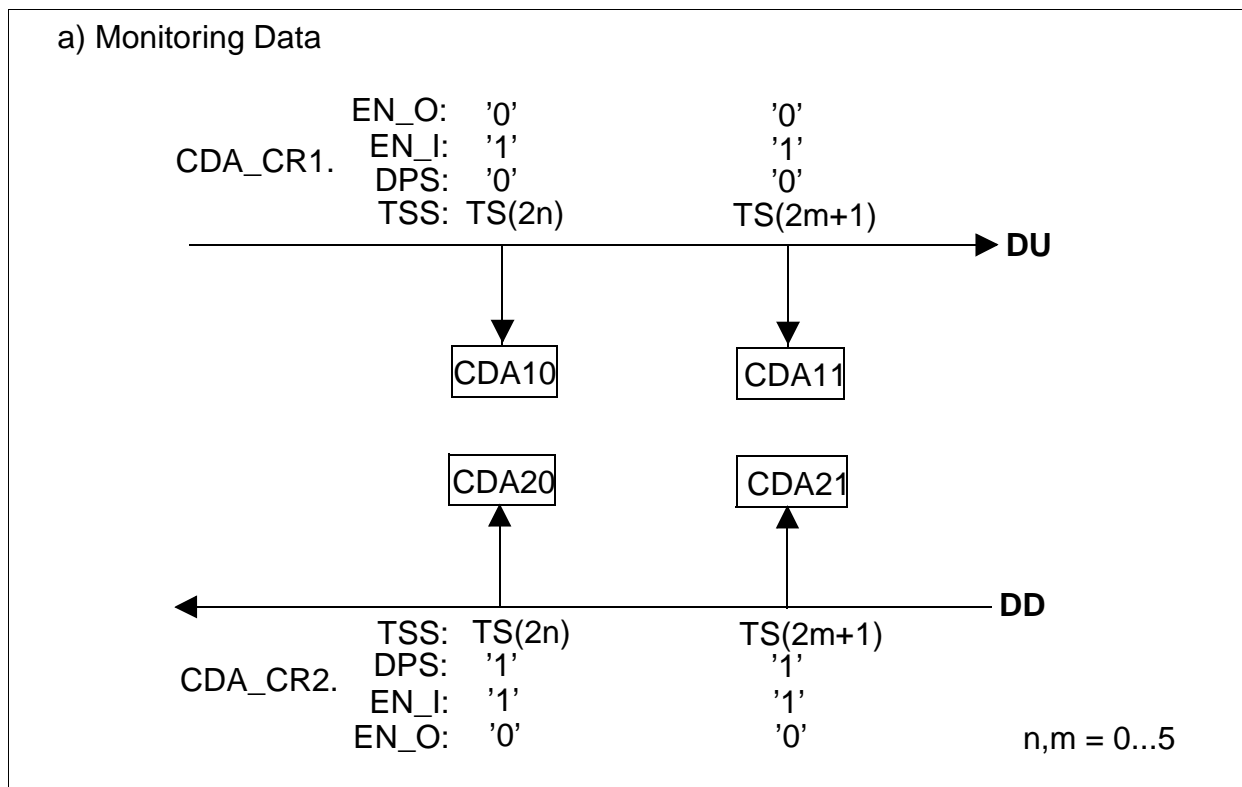 a) Monitoring Data
EN_O: ’0’ ’0’
EN_I: ’1’ ’1’
CDA_CR1.
DPS: ’0’ ’0’
TSS: TS(2n) TS(2m+1)
DU
CDA10 CDA11
CDA20 CDA21
DD
TSS: TS(2n) TS(2m+1)
DPS: ’1’ ’1’
CDA_CR2.
EN_I: ’1’ ’1’
EN_O: ’0’ ’0’ n,m = 0...5